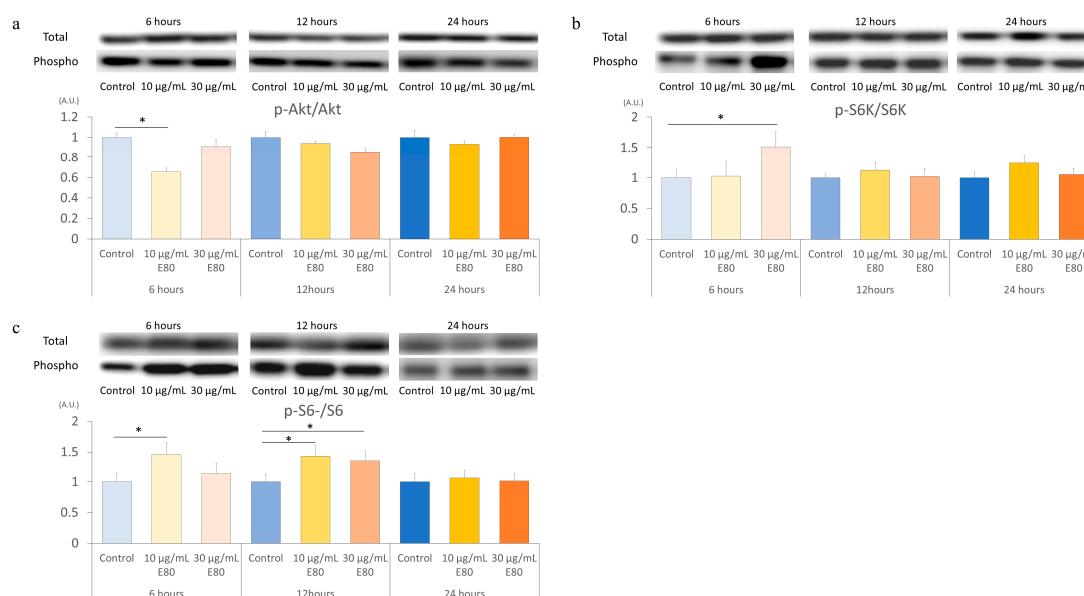 a
6 hours 12 hours 24 hours
Total
Phospho
Control 10 µg/mL 30 µg/mL Control 10 µg/mL 30 µg/mL Control 10 µg/mL 30 µg/mL
(A.U.)
p-Akt/Akt
*
1.2
1
0.8
0.6
0.4
0.2
0
Control 10 µg/mL E80 30 µg/mL E80 Control 10 µg/mL E80 30 µg/mL E80 Control 10 µg/mL E80 30 µg/mL E80
6 hours 12hours 24 hours
b
6 hours 12 hours 24 hours
Total
Phospho
Control 10 µg/mL 30 µg/mL Control 10 µg/mL 30 µg/mL Control 10 µg/mL 30 µg/mL
(A.U.)
p-S6K/S6K
*
2
1.5
1
0.5
0
Control 10 µg/mL E80 30 µg/mL E80 Control 10 µg/mL E80 30 µg/mL E80 Control 10 µg/mL E80 30 µg/mL E80
6 hours 12hours 24 hours
c
6 hours 12 hours 24 hours
Total
Phospho
Control 10 µg/mL 30 µg/mL Control 10 µg/mL 30 µg/mL Control 10 µg/mL 30 µg/mL
(A.U.)
p-S6-/S6
* * *
2
1.5
1
0.5
0
Control 10 µg/mL E80 30 µg/mL E80 Control 10 µg/mL E80 30 µg/mL E80 Control 10 µg/mL E80 30 µg/mL E80
6 hours 12hours 24 hours